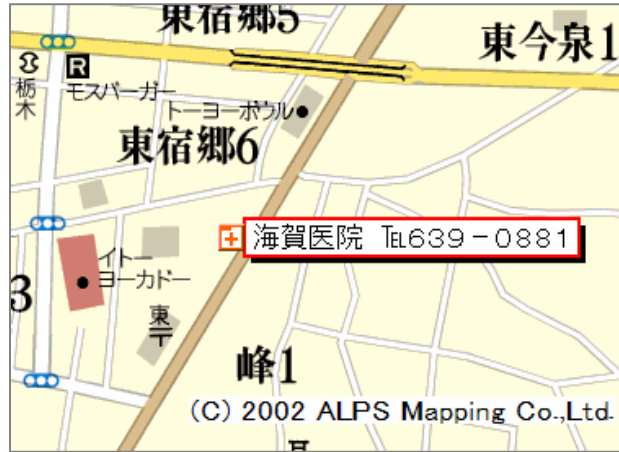 東宿郷5
東今泉1
R
栃木
モスバーガー
トーヨーボウル
東宿郷6
海賀医院 ℡639-0881
イトー
ヨーカドー
3
東〒
峰1
(C) 2002 ALPS Mapping Co.,Ltd.